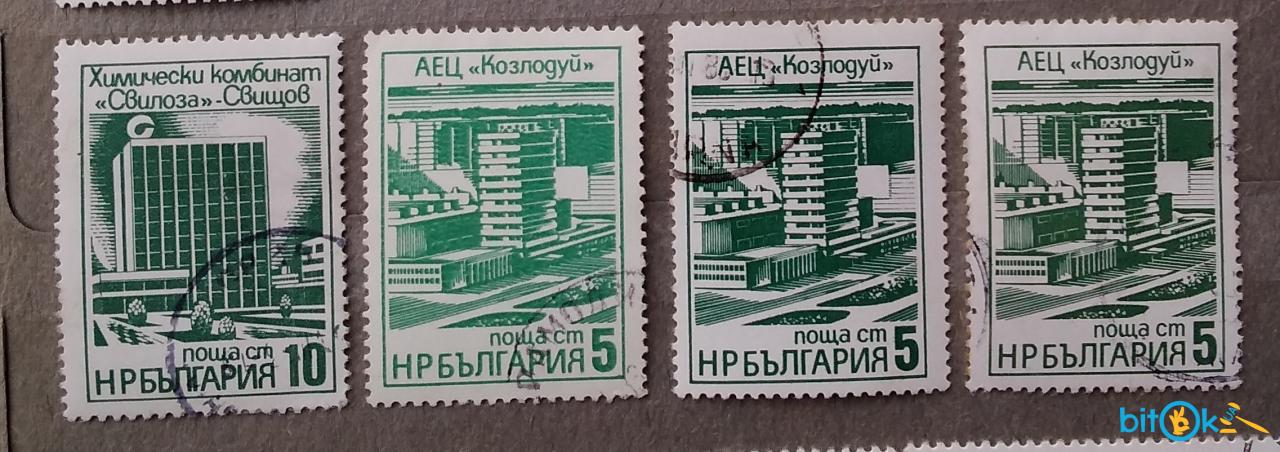 Химически комбинат
«Свилоза»-Свищов
поща ст 10
НРБЪЛГАРИЯ
АЕЦ «Козлодуй»
поща ст 5
НРБЪЛГАРИЯ
АЕЦ «Козлодуй»
поща ст 5
НРБЪЛГАРИЯ
АЕЦ «Козлодуй»
поща ст 5
НРБЪЛГАРИЯ